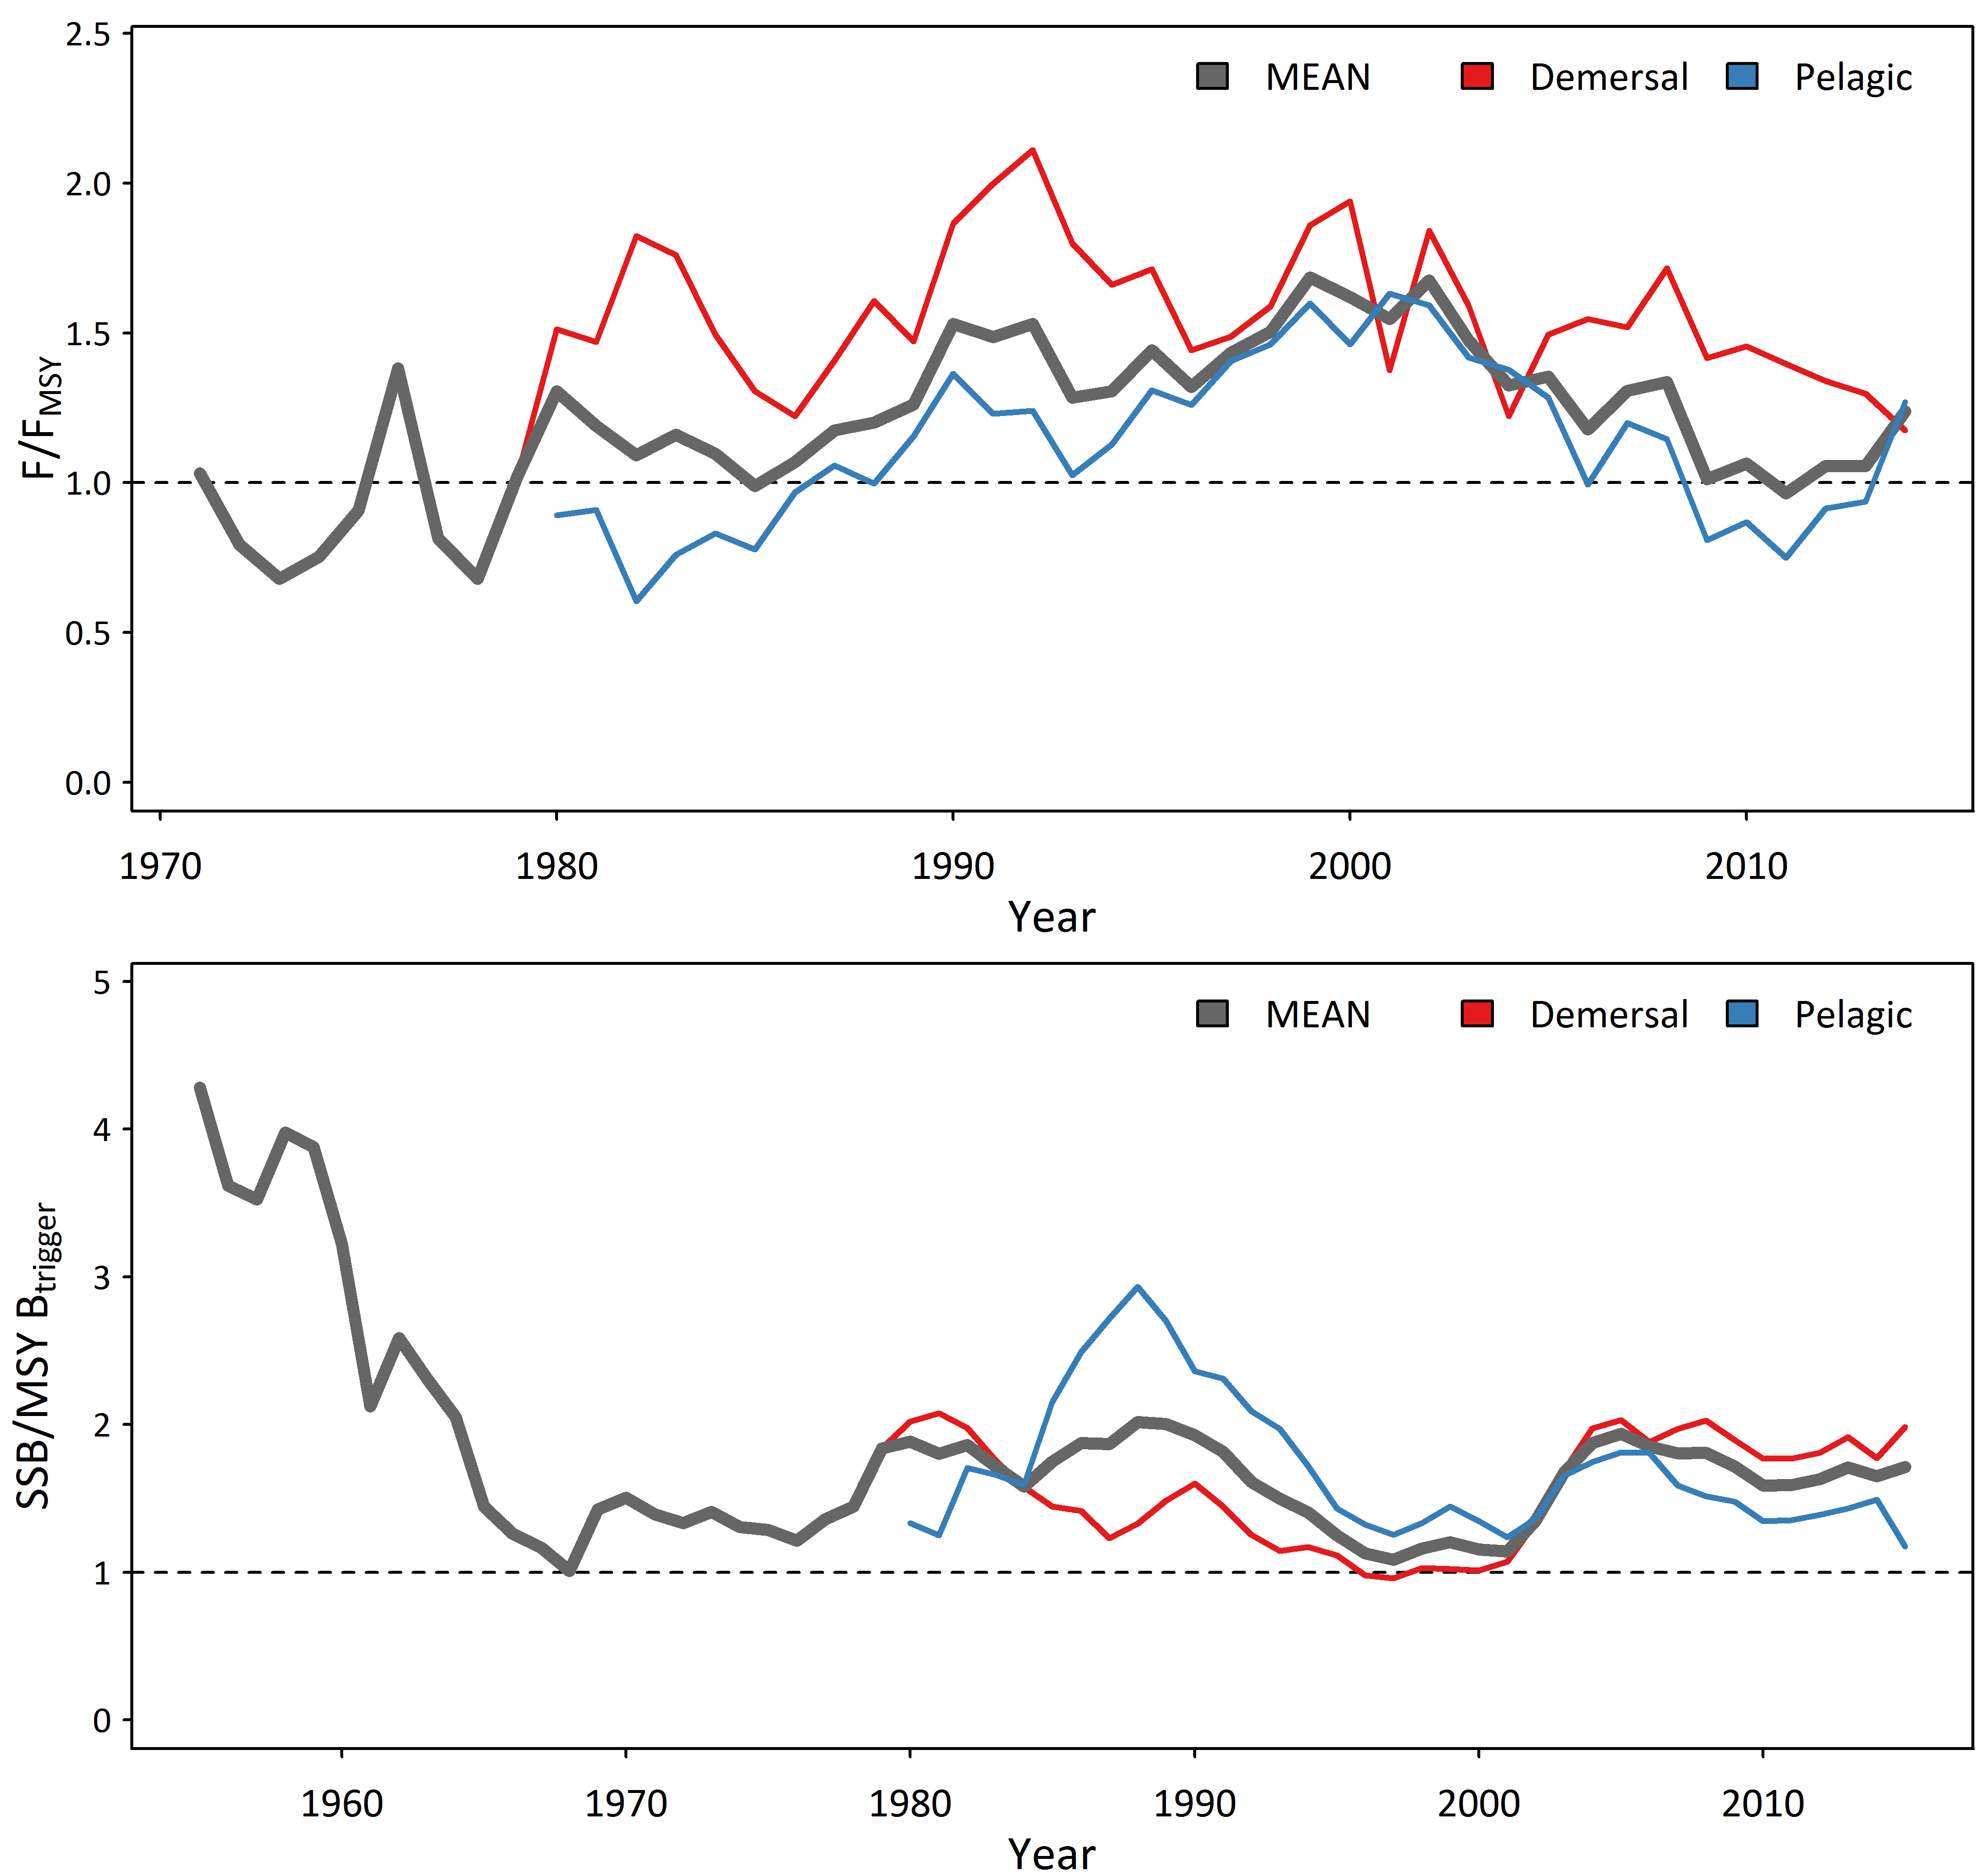 2.5
MEAN Demersal Pelagic
2.0
1.5
F/FMSY
1.0
0.5
0.0
1970 1980 1990 2000 2010
Year
5
MEAN Demersal Pelagic
4
3
SSB/MSY Btrigger
2
1
0
1960 1970 1980 1990 2000 2010
Year